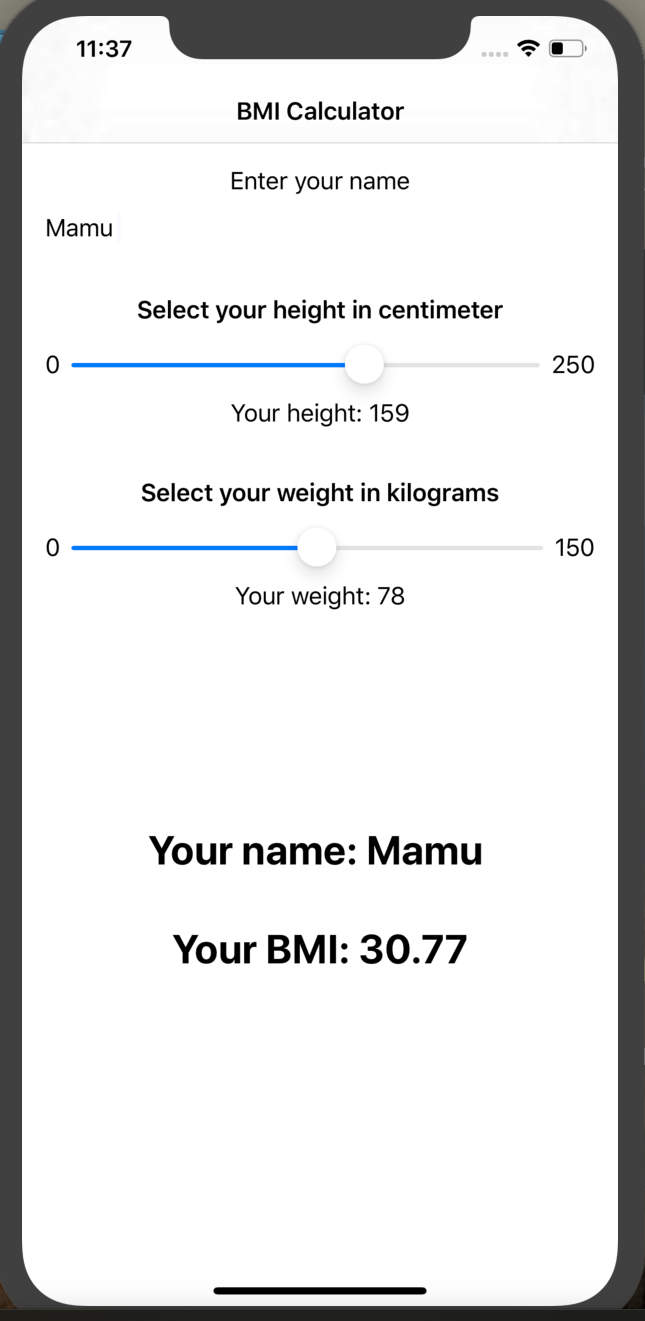 11:37
BMI Calculator
Enter your name
Mamu
Select your height in centimeter
0 250
Your height: 159
Select your weight in kilograms
0 150
Your weight: 78
Your name: Mamu
Your BMI: 30.77